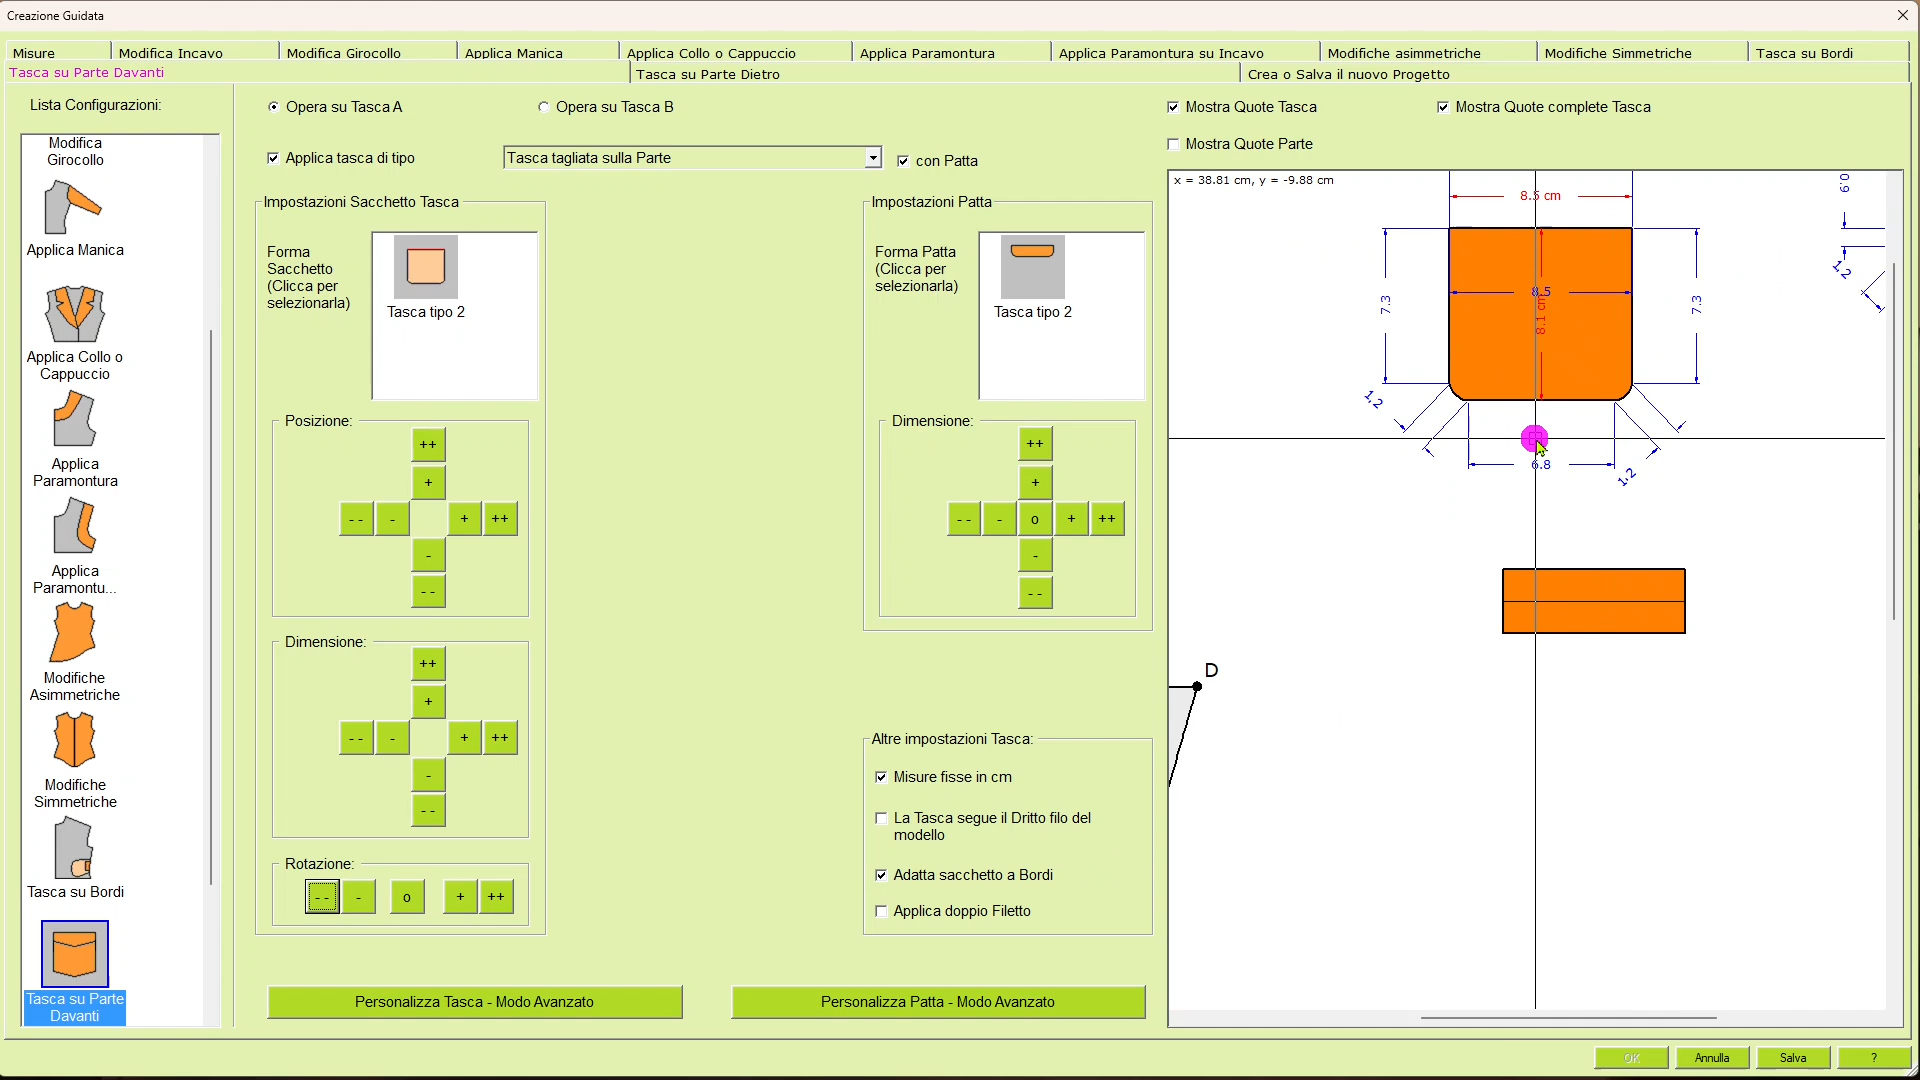 Creazione Guidata
Misure
Modifica Incavo
Modifica Girocollo
Applica Manica
Applica Collo o Cappuccio
Applica Paramontura
Applica Paramontura su Incavo
Modifiche asimmetriche
Modifiche Simmetriche
Tasca su Bordi
Tasca su Parte Davanti
Tasca su Parte Dietro
Crea o Salva il nuovo Progetto
Lista Configurazioni:
Modifica
Girocollo
Applica Manica
Applica Collo o
Cappuccio
Applica
Paramontura
Applica
Paramontu...
Modifiche
Asimmetriche
Modifiche
Simmetriche
Tasca su Bordi
Tasca su Parte
Davanti
Opera su Tasca A
Opera su Tasca B
Applica tasca di tipo
Tasca tagliata sulla Parte
con Patta
Impostazioni Sacchetto Tasca
Forma
Sacchetto
(Clicca per
selezionarla)
Tasca tipo 2
Posizione:
++
+
-- - + ++
-
--
Dimensione:
++
+
-- - + ++
-
--
Rotazione:
-- - o + ++
Impostazioni Patta
Forma Patta
(Clicca per
selezionarla)
Tasca tipo 2
Dimensione:
++
+
-- - o + ++
-
--
Altre impostazioni Tasca:
Misure fisse in cm
La Tasca segue il Dritto filo del
modello
Adatta sacchetto a Bordi
Applica doppio Filetto
Personalizza Tasca - Modo Avanzato
Personalizza Patta - Modo Avanzato
Mostra Quote Tasca
Mostra Quote complete Tasca
Mostra Quote Parte
x = 38.81 cm, y = -9.88 cm
8.5 cm
0.9
1,2
7.3
8.5
8.1 cm
7.3
1,2
6.8
1,2
D
OK
Annulla
Salva
?